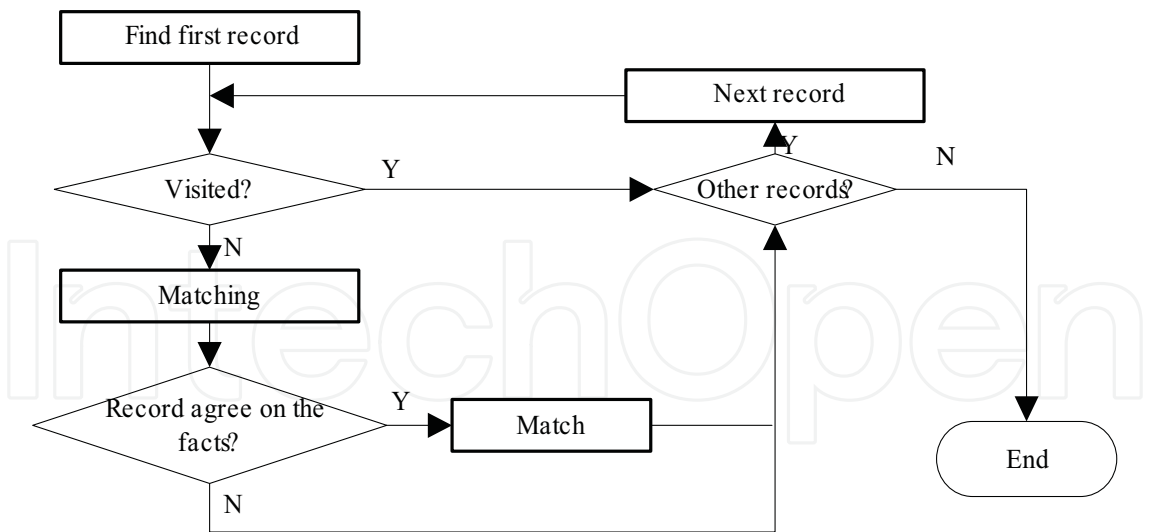 Find first record
Next record
Y
N
Visited?
Y
Other records?
N
Matching
Record agree on the
facts?
Y
Match
End
N
IntechOpen